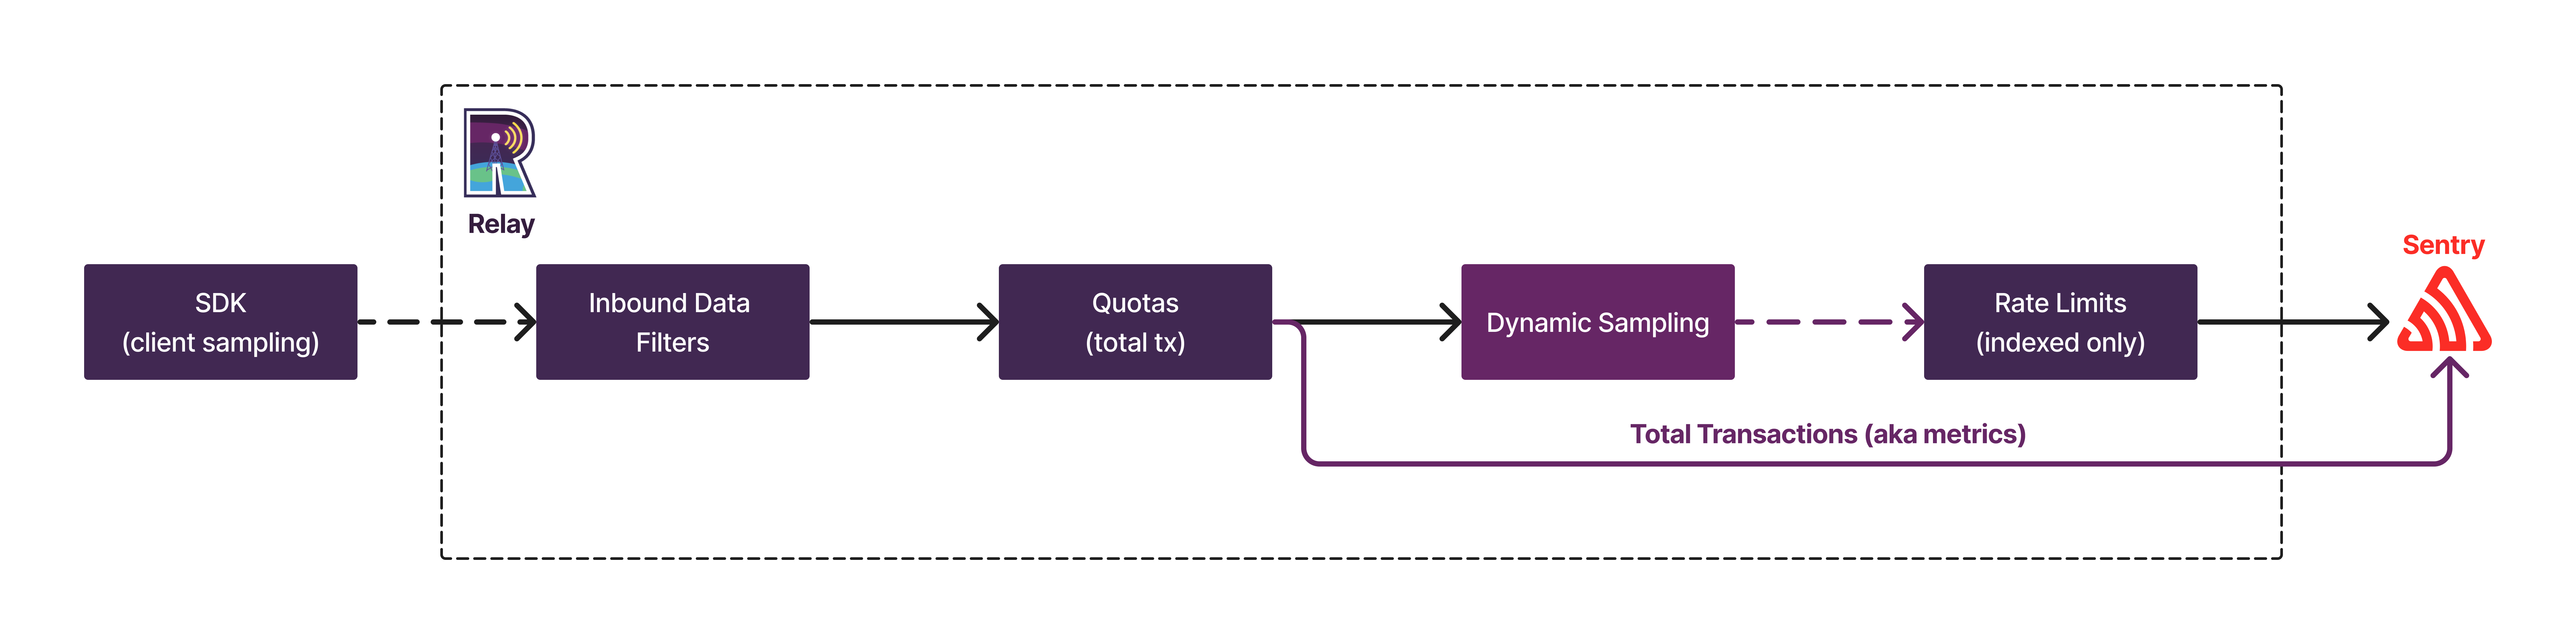 Relay
Sentry
SDK
(client sampling)
Inbound Data
Filters
Quotas
(total tx)
Dynamic Sampling
Rate Limits
(indexed only)
Total Transactions (aka metrics)